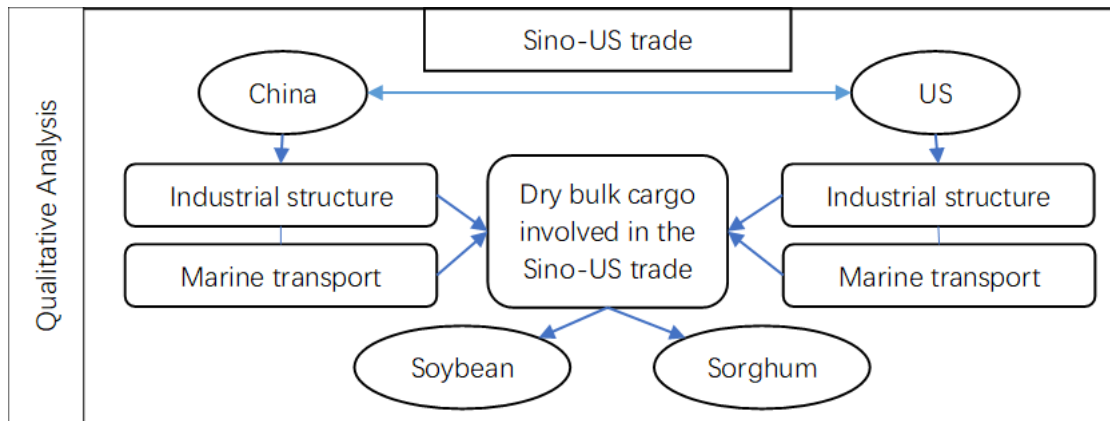 Qualitative Analysis
Sino-US trade
China
US
Industrial structure
Marine transport
Dry bulk cargo
involved in the
Sino-US trade
Industrial structure
Marine transport
Soybean
Sorghum